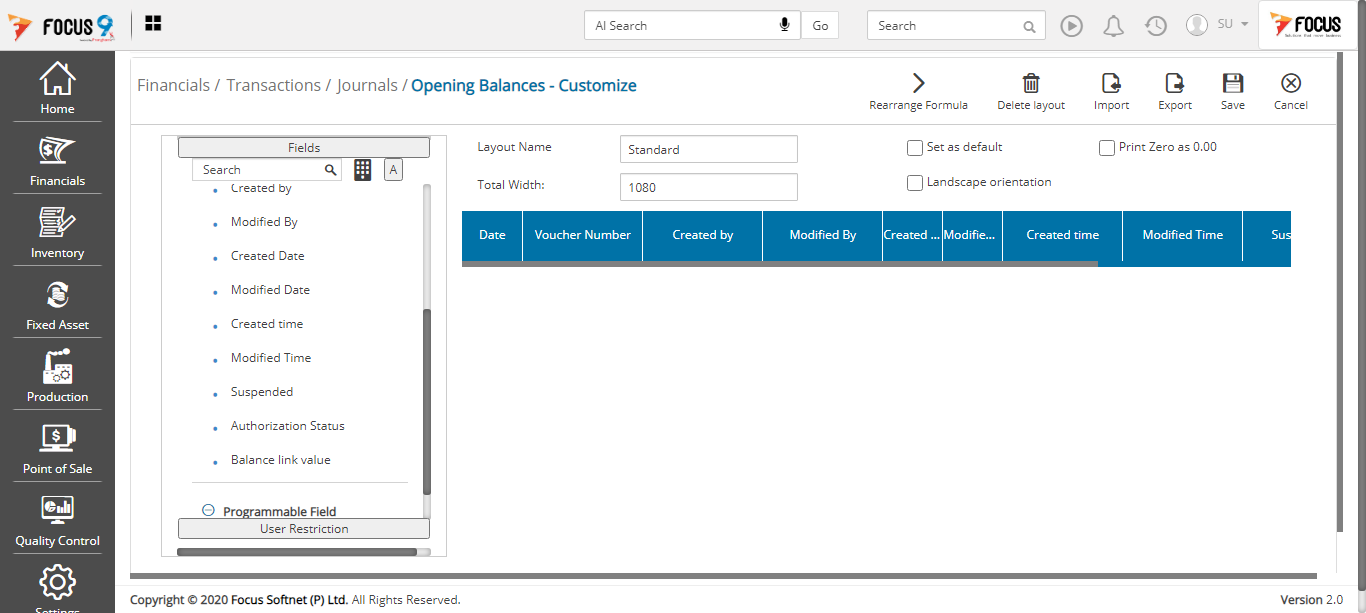 FOCUS 9
AI Search
Go
Search
SU
FOCUS
Home
Financials
Inventory
Fixed Asset
Production
Point of Sale
Quality Control
Settings
Financials / Transactions / Journals / Opening Balances - Customize
Rearrange Formula
Delete layout
Import
Export
Save
Cancel
Fields
Search
A
Created by
Modified By
Created Date
Modified Date
Created time
Modified Time
Suspended
Authorization Status
Balance link value
Programmable Field
User Restriction
Layout Name
Standard
Set as default
Print Zero as 0.00
Total Width:
1080
Landscape orientation
Date
Voucher Number
Created by
Modified By
Created ...
Modifie...
Created time
Modified Time
Sus
Copyright © 2020 Focus Softnet (P) Ltd. All Rights Reserved.
Version 2.0